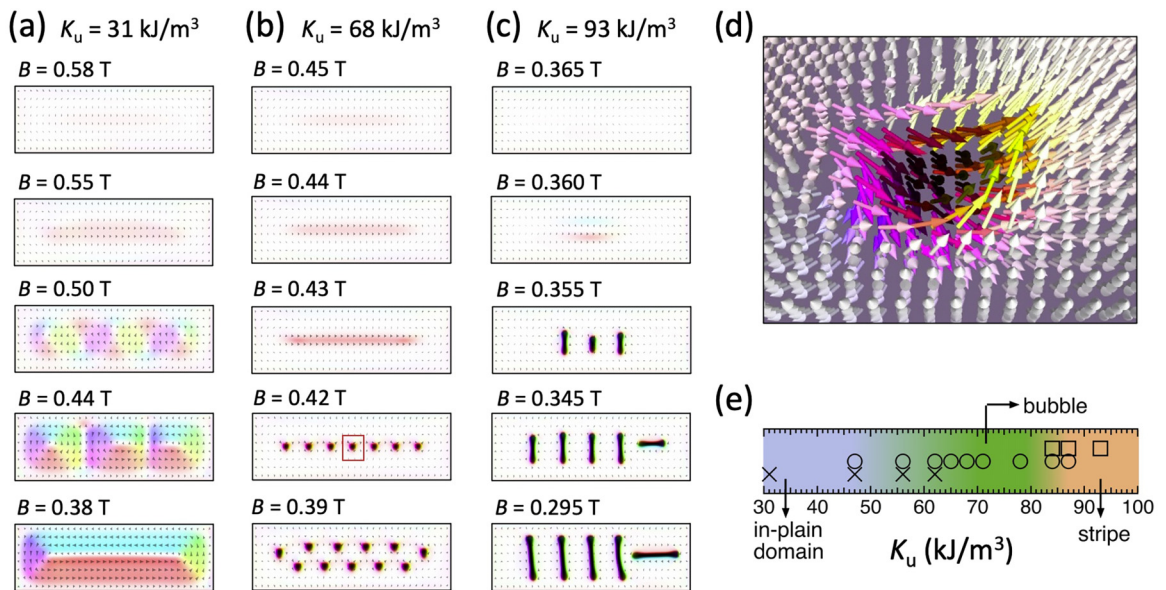 (a) Kᵤ = 31 kJ/m³
B = 0.58 T
B = 0.55 T
B = 0.50 T
B = 0.44 T
B = 0.38 T
(b) Kᵤ = 68 kJ/m³
B = 0.45 T
B = 0.44 T
B = 0.43 T
B = 0.42 T
B = 0.39 T
(c) Kᵤ = 93 kJ/m³
B = 0.365 T
B = 0.360 T
B = 0.355 T
B = 0.345 T
B = 0.295 T
(d)
(e)
bubble
30 40 50 60 70 80 90 100
in-plain
domain
Kᵤ (kJ/m³)
stripe